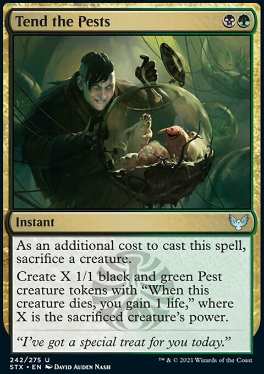 Tend the Pests
Instant
As an additional cost to cast this spell,
sacrifice a creature.
Create X 1/1 black and green Pest
creature tokens with “When this
creature dies, you gain 1 life,” where
X is the sacrificed creature’s power.
“I’ve got a special treat for you today.”
242/275 U
STX • EN DAVID AUDEN NASH
™ & © 2021 Wizards of the Coast